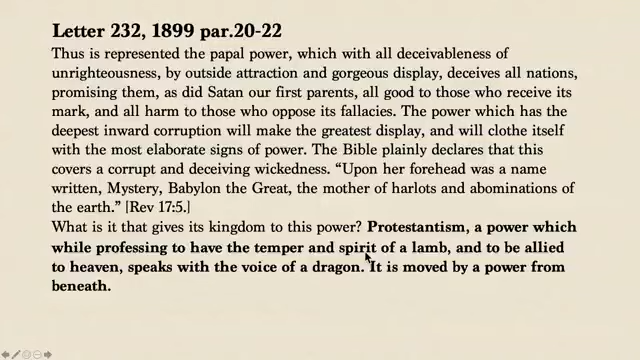 Letter 232, 1899 par.20-22
Thus is represented the papal power, which with all deceivableness of
unrighteousness, by outside attraction and gorgeous display, deceives all nations,
promising them, as did Satan our first parents, all good to those who receive its
mark, and all harm to those who oppose its fallacies. The power which has the
deepest inward corruption will make the greatest display, and will clothe itself
with the most elaborate signs of power. The Bible plainly declares that this
covers a corrupt and deceiving wickedness. “Upon her forehead was a name
written, Mystery, Babylon the Great, the mother of harlots and abominations of
the earth.” [Rev 17:5.]
What is it that gives its kingdom to this power? Protestantism, a power which
while professing to have the temper and spirit of a lamb, and to be allied
to heaven, speaks with the voice of a dragon. It is moved by a power from
beneath.